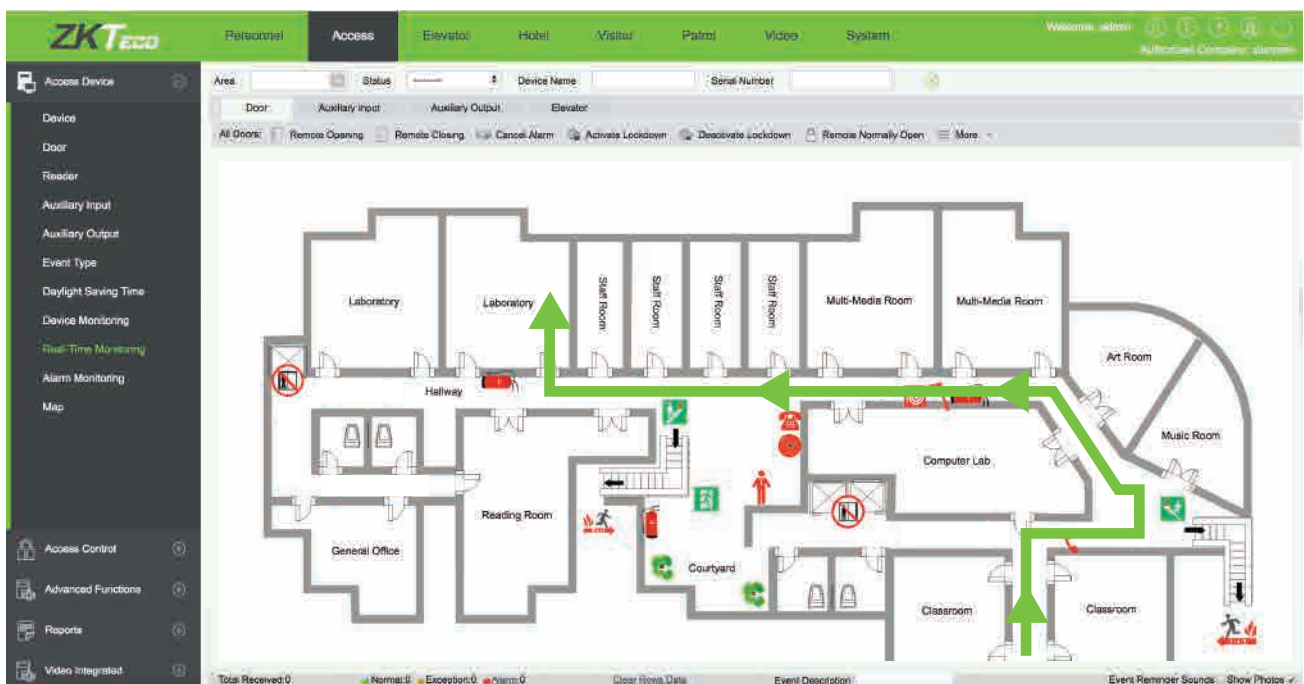 ZKTECO
Personnel Access Elevator Hotel Visitor Patrol Video System
Welcome admin
Access Device
Device
Door
Reader
Auxiliary Input
Auxiliary Output
Event Type
Daylight Saving Time
Device Monitoring
Real-Time Monitoring
Alarm Monitoring
Map
Access Control
Advanced Functions
Reports
Video Integrated
Area Status Device Name Serial Number
Door Auxiliary Input Auxiliary Output Elevator
All Doors: Remote Opening Remote Closing Cancel Alarm Activate Lockdown Deactivate Lockdown Remote Normally Open More
Laboratory
Laboratory
Staff Room
Staff Room
Staff Room
Staff Room
Multi-Media Room
Multi-Media Room
Art Room
Music Room
Hallway
Computer Lab
Reading Room
General Office
Courtyard
Classroom
Classroom
Total Received:0 Normal:0 Exception:0 Alarm:0 Clear Rows Data Event Description Event Reminder Sounds Show Photos